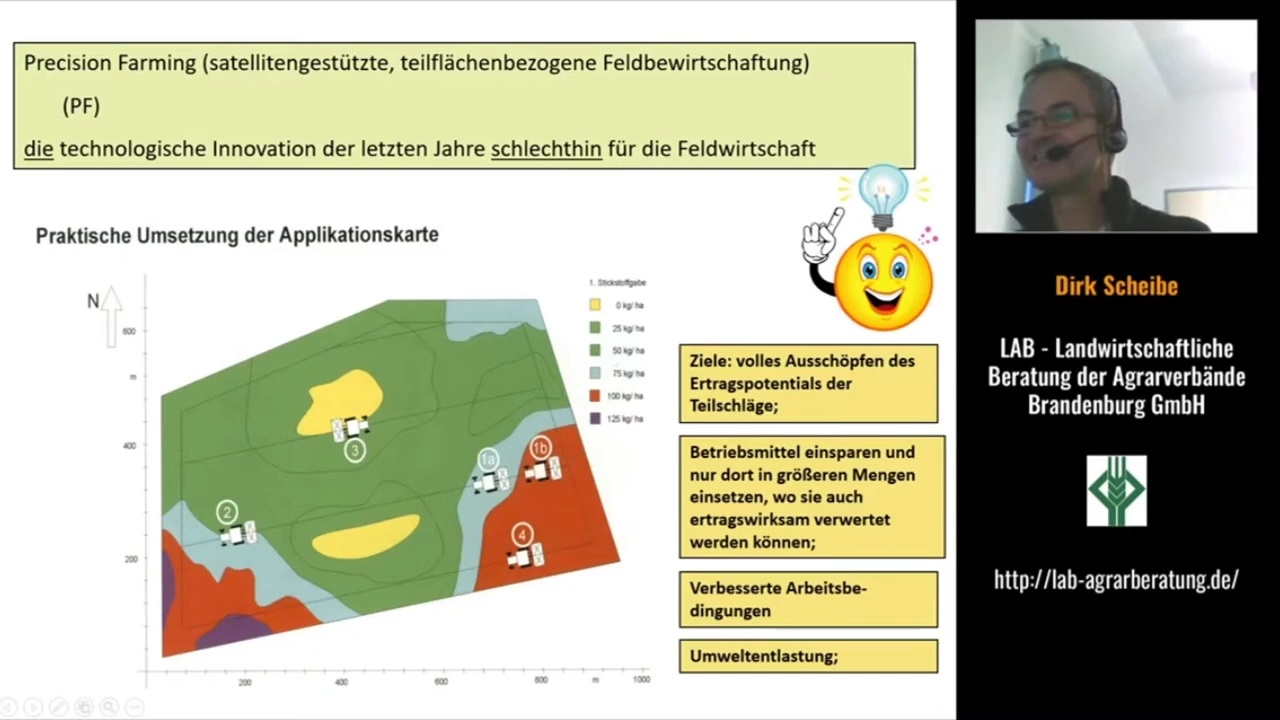 Precision Farming (satellitengestützte, teilflächenbezogene Feldbewirtschaftung)
(PF)
die technologische Innovation der letzten Jahre schlechthin für die Feldwirtschaft
Praktische Umsetzung der Applikationskarte
N
600
m
400
200
200
400
600
800
m
1000
1. Stickstoffgabe
0 kg/ ha
25 kg/ ha
50 kg/ ha
75 kg/ ha
100 kg/ ha
125 kg/ ha
3
1a
1b
2
4
Ziele: volles Ausschöpfen des
Ertragspotentials der
Teilschläge;
Betriebsmittel einsparen und
nur dort in größeren Mengen
einsetzen, wo sie auch
ertragswirksam verwertet
werden können;
Verbesserte Arbeitsbe-
dingungen
Umweltentlastung;
Dirk Scheibe
LAB - Landwirtschaftliche
Beratung der Agrarverbände
Brandenburg GmbH
http://lab-agrarberatung.de/